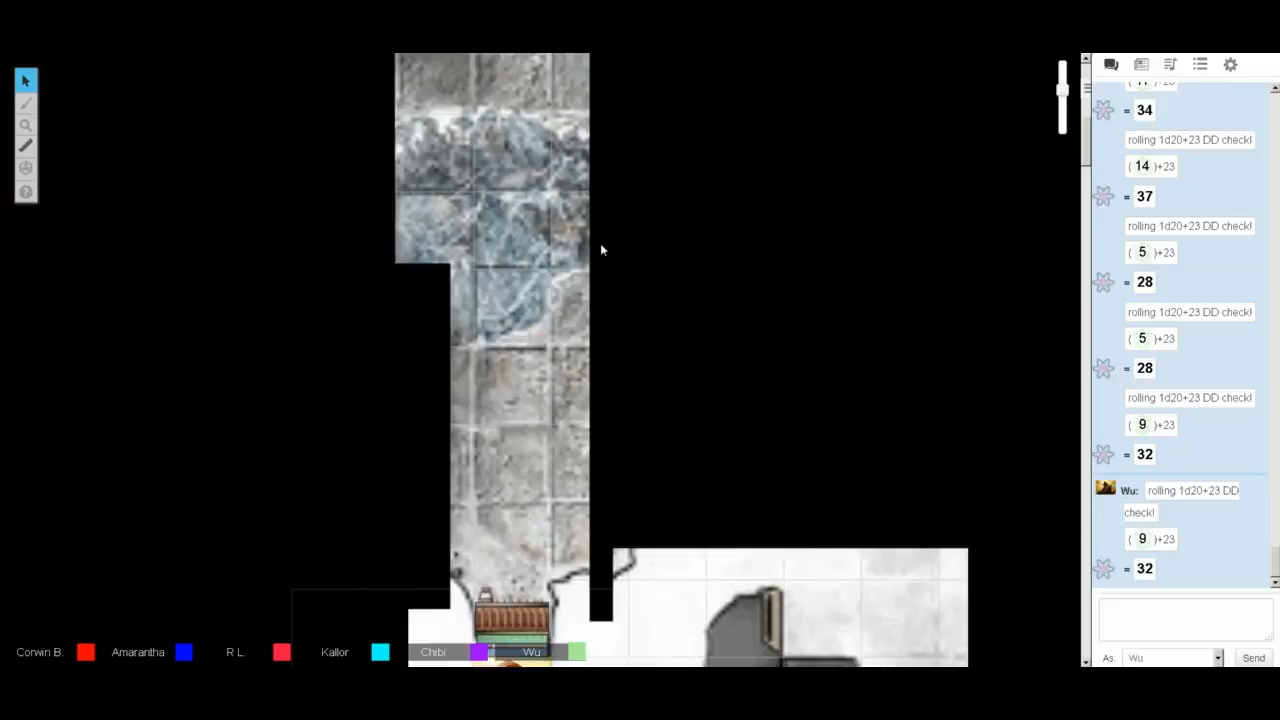 = 34
rolling 1d20+23 DD check!
( 14 )+23
= 37
rolling 1d20+23 DD check!
( 5 )+23
= 28
rolling 1d20+23 DD check!
( 5 )+23
= 28
rolling 1d20+23 DD check!
( 9 )+23
= 32
Wu: rolling 1d20+23 DD
check!
( 9 )+23
= 32
Corwin B. Amarantha R L. Kallor Chibi Wu
As: Wu Send